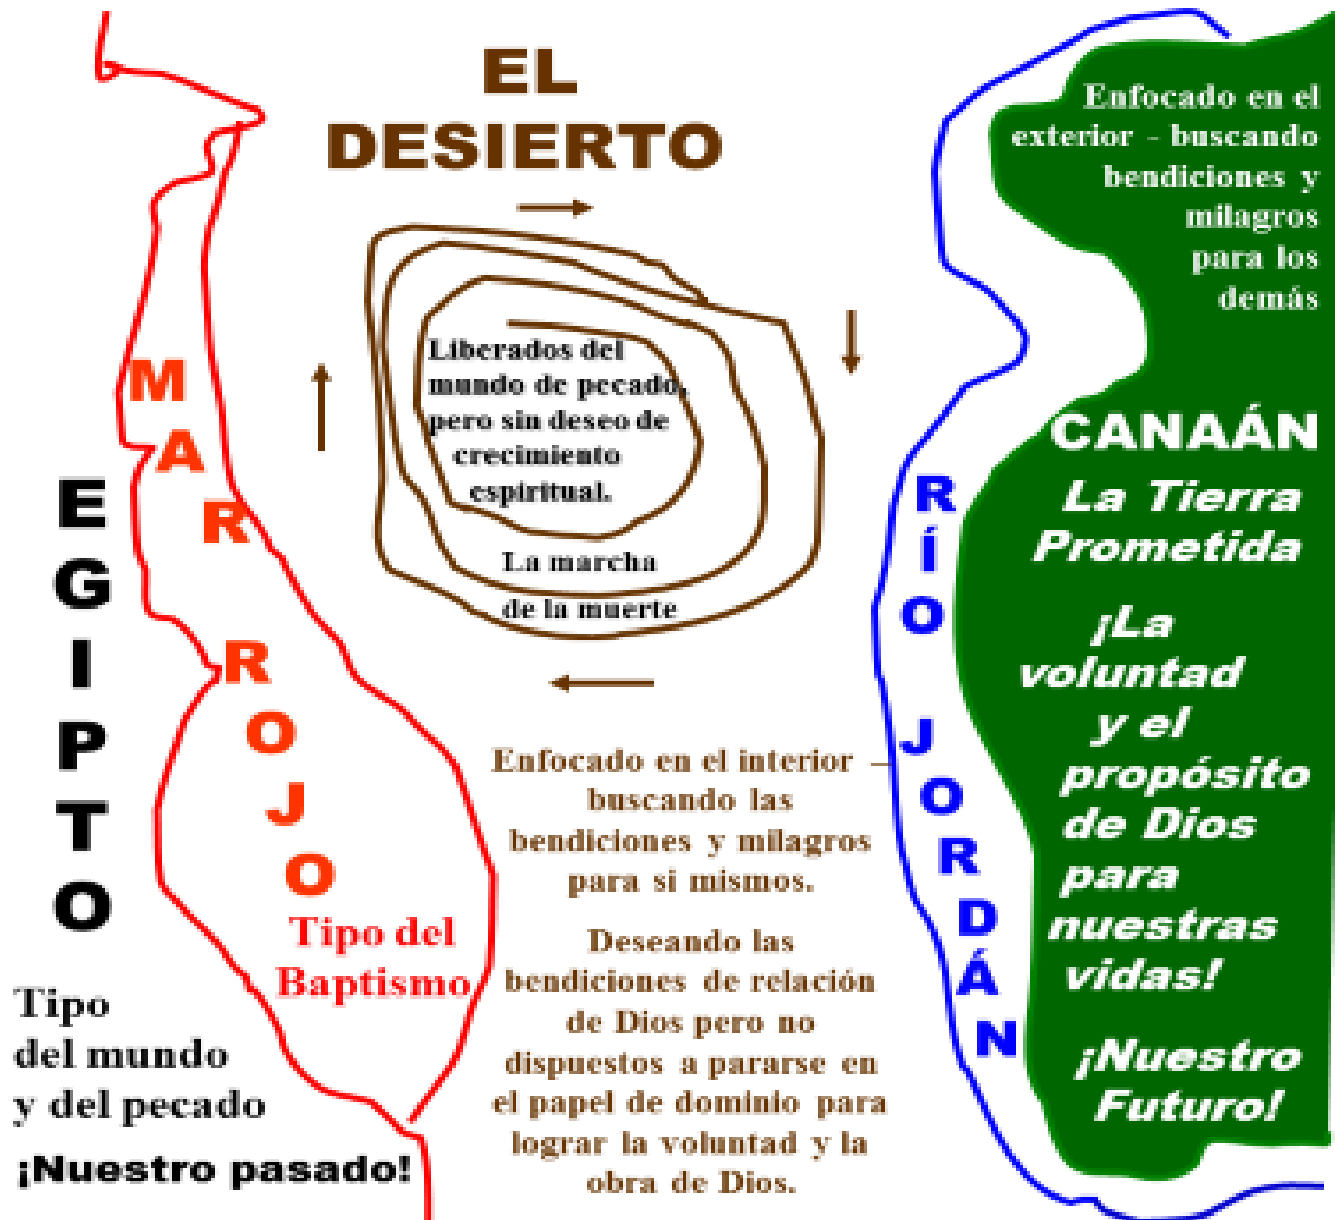 EL
DESIERTO
Enfocado en el
exterior - buscando
bendiciones y
milagros
para los
demás
Liberados del
mundo de pecado,
pero sin deseo de
crecimiento
espiritual.
La marcha
de la muerte
MAR ROJO
EGIPTO
Tipo del
Baptismo
Tipo
del mundo
y del pecado
¡Nuestro pasado!
Enfocado en el interior –
buscando las
bendiciones y milagros
para si mismos.
Deseando las
bendiciones de relación
de Dios pero no
dispuestos a pararse en
el papel de dominio para
lograr la voluntad y la
obra de Dios.
RÍO JORDÁN
CANAÁN
La Tierra
Prometida
¡La
voluntad
y el
propósito
de Dios
para
nuestras
vidas!
¡Nuestro
Futuro!